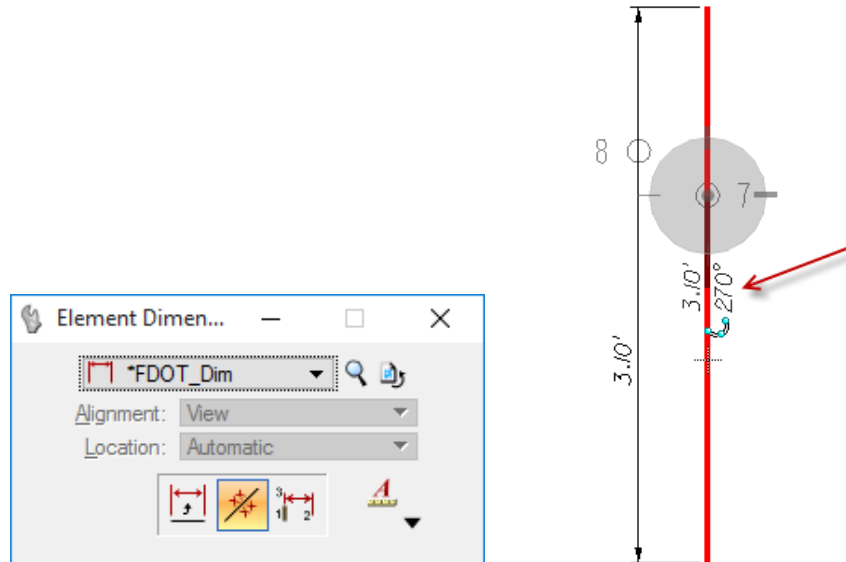 Element Dimen...
*FDOT_Dim
Alignment: View
Location: Automatic
3
1 2
A
8
7
3.10'
270°
3.10'